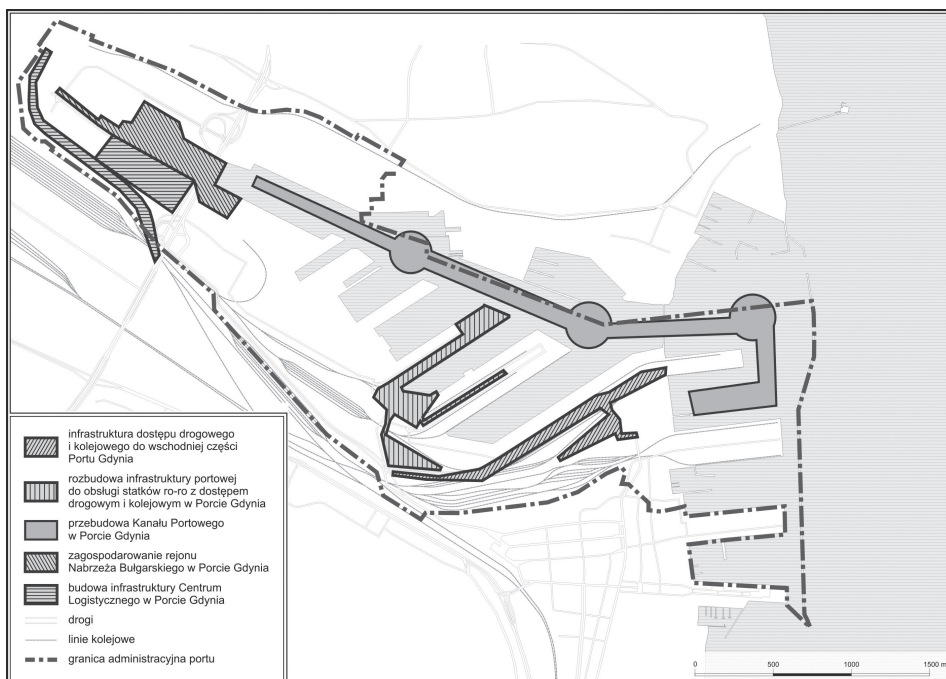 infrastruktura dostępu drogowego
i kolejowego do wschodniej części
Portu Gdynia
rozbudowa infrastruktury portowej
do obsługi statków ro-ro z dostępem
drogowym i kolejowym w Porcie Gdynia
przebudowa Kanału Portowego
w Porcie Gdynia
zagospodarowanie rejonu
Nabrzeża Bułgarskiego w Porcie Gdynia
budowa infrastruktury Centrum
Logistycznego w Porcie Gdynia
drogi
linie kolejowe
granica administracyjna portu
0 500 1000 1500 m